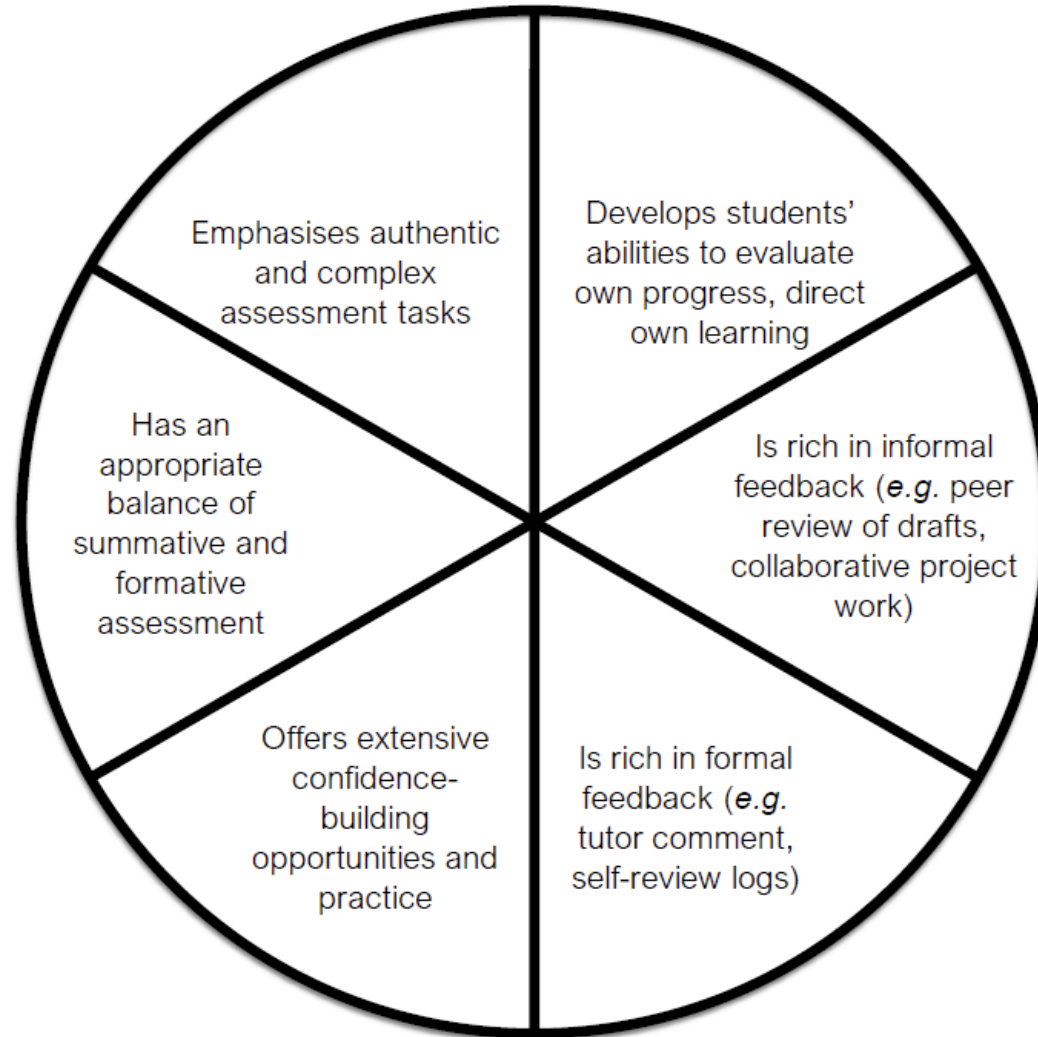 Emphasises authentic
and complex
assessment tasks
Develops students’
abilities to evaluate
own progress, direct
own learning
Has an
appropriate
balance of
summative and
formative
assessment
Is rich in informal
feedback (e.g. peer
review of drafts,
collaborative project
work)
Offers extensive
confidence-
building
opportunities and
practice
Is rich in formal
feedback (e.g.
tutor comment,
self-review logs)